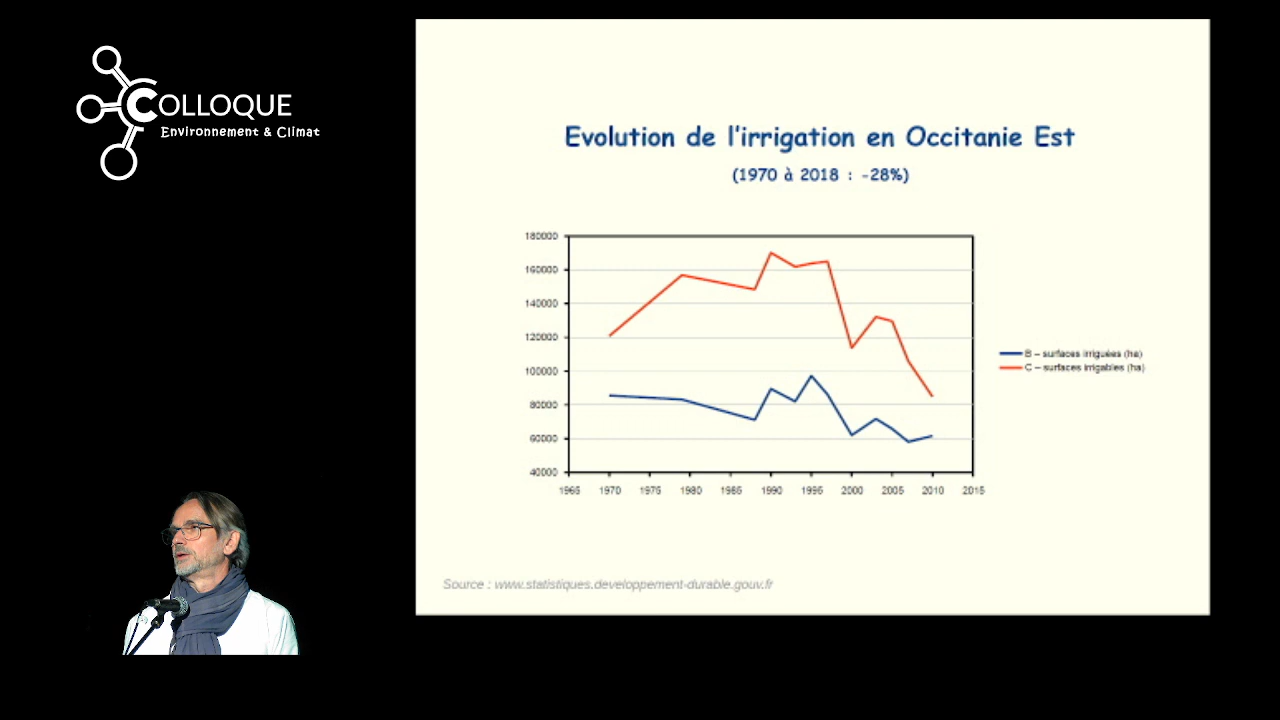 COLLOQUE
Environnement & Climat
Evolution de l'irrigation en Occitanie Est
(1970 à 2018 : -28%)
180000
160000
140000
120000
100000
80000
60000
40000
1965 1970 1975 1980 1985 1990 1995 2000 2005 2010 2015
B – surfaces irriguées (ha)
C – surfaces irrigables (ha)
Source : www.statistiques.developpement-durable.gouv.fr